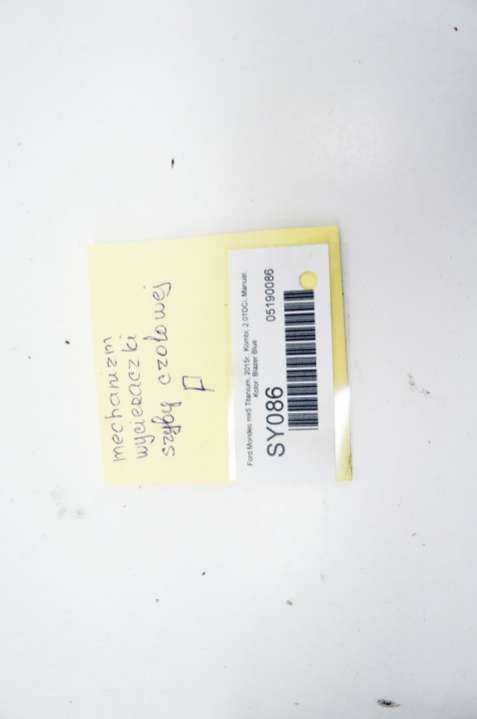 mechanizm
wycieraczki
szyby czołowej
P
Ford Mondeo mk5 Titanium, 2015r. Kombi, 2.0TDCi, Manual.
Kolor: Blazer Blue
SY086 05190086